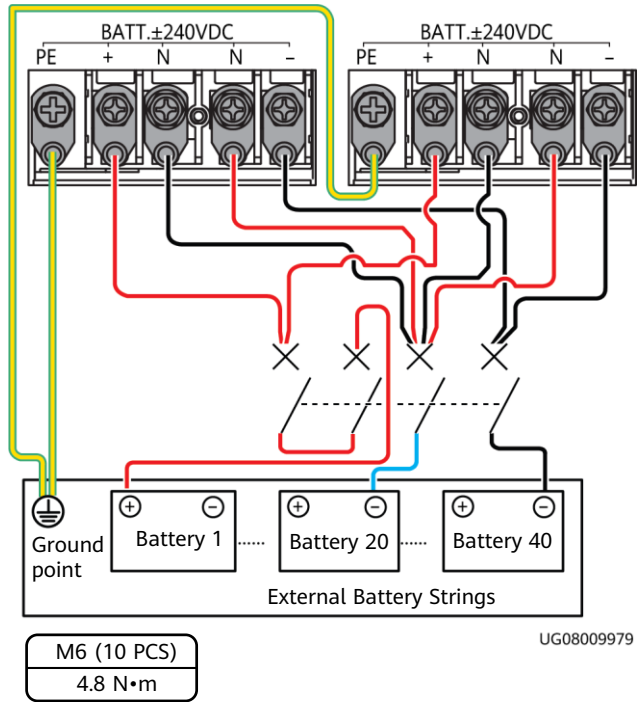 BATT.±240VDC BATT.±240VDC
PE + N N − PE + N N −
+ − + − + −
Battery 1 ...... Battery 20 ...... Battery 40
Ground
point
External Battery Strings
UG08009979
M6 (10 PCS)
4.8 N•m